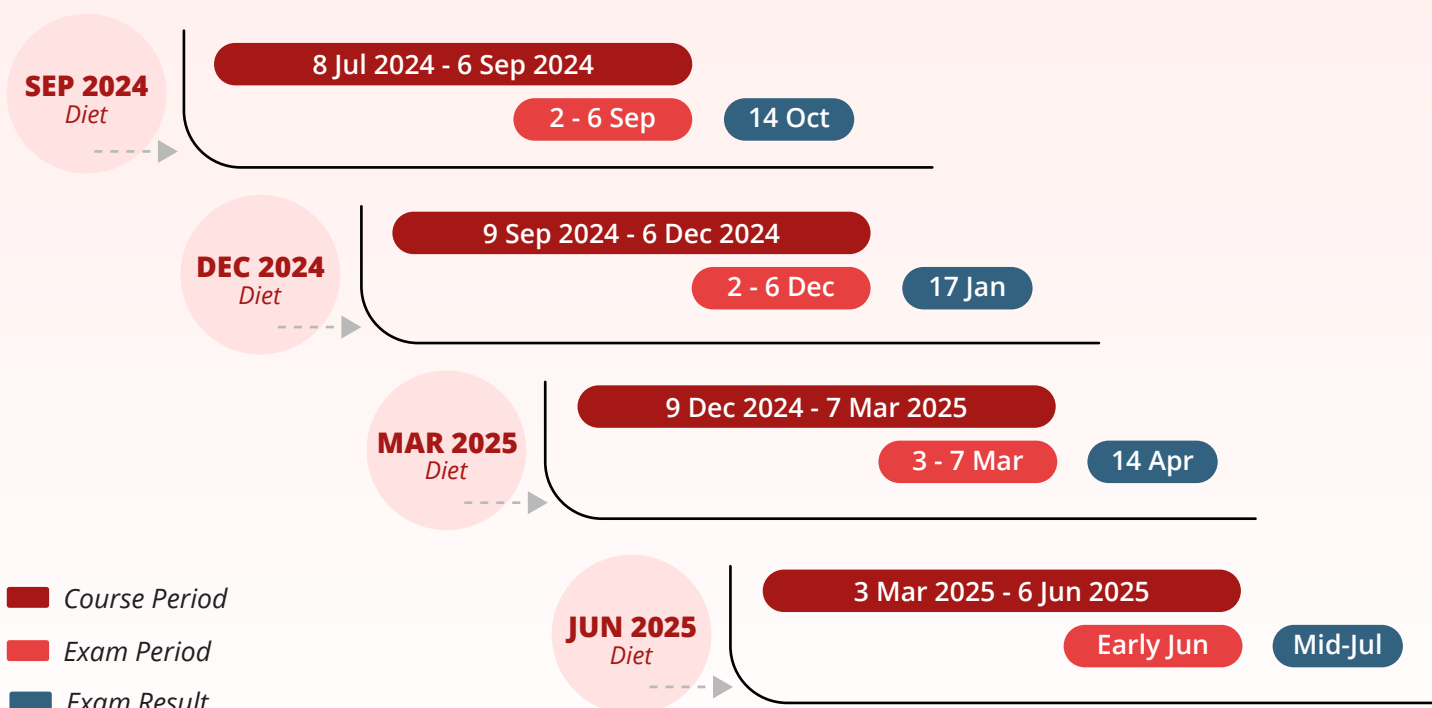 SEP 2024
Diet
8 Jul 2024 - 6 Sep 2024
2 - 6 Sep
14 Oct
DEC 2024
Diet
9 Sep 2024 - 6 Dec 2024
2 - 6 Dec
17 Jan
MAR 2025
Diet
9 Dec 2024 - 7 Mar 2025
3 - 7 Mar
14 Apr
JUN 2025
Diet
3 Mar 2025 - 6 Jun 2025
Early Jun
Mid-Jul
Course Period
Exam Period
Exam Result